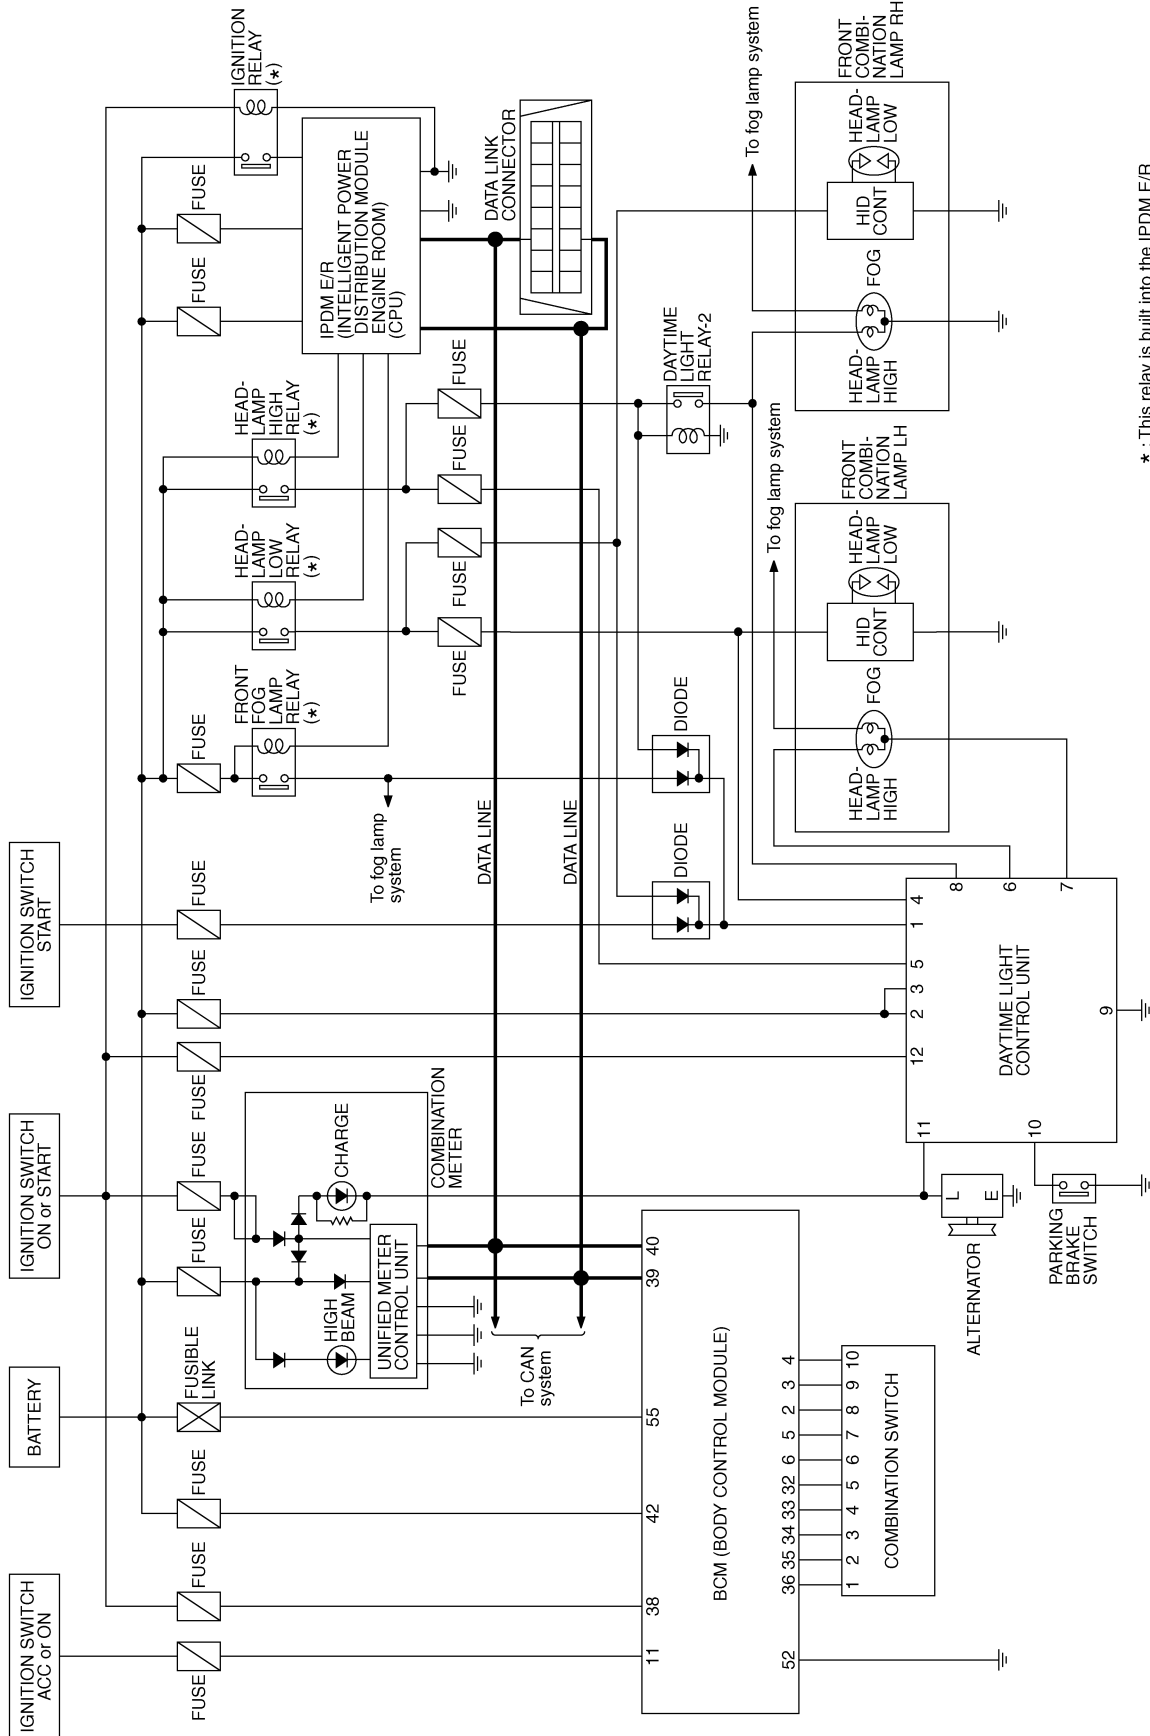 IGNITION SWITCH
ACC or ON
BATTERY
IGNITION SWITCH
ON or START
IGNITION SWITCH
START
FUSE
FUSE
FUSE
FUSIBLE
LINK
FUSE
FUSE
FUSE
FUSE
FUSE
FUSE
FUSE
FUSE
IGNITION
RELAY
(*)
FRONT
FOG
LAMP
RELAY
(*)
HEAD-
LAMP
LOW
RELAY
(*)
HEAD-
LAMP
HIGH
RELAY
(*)
IPDM E/R
(INTELLIGENT POWER
DISTRIBUTION MODULE
ENGINE ROOM)
(CPU)
HIGH
BEAM
CHARGE
UNIFIED METER
CONTROL UNIT
COMBINATION
METER
To fog lamp
system
FUSE
FUSE
FUSE
FUSE
DATA LINK
CONNECTOR
DATA LINE
DATA LINE
To CAN
system
11
38
42
55
39
40
BCM (BODY CONTROL MODULE)
52
36
35
34
33
32
6
5
2
3
4
1
2
3
4
5
6
7
8
9
10
COMBINATION SWITCH
DIODE
DIODE
DAYTIME
LIGHT
RELAY-2
To fog lamp system
To fog lamp system
11
12
2
3
5
1
4
10
8
6
7
9
DAYTIME LIGHT
CONTROL UNIT
L
E
ALTERNATOR
PARKING
BRAKE
SWITCH
FRONT
COMBI-
NATION
LAMP LH
HEAD-
LAMP
HIGH
FOG
HID
CONT
HEAD-
LAMP
LOW
FRONT
COMBI-
NATION
LAMP RH
HEAD-
LAMP
HIGH
FOG
HID
CONT
HEAD-
LAMP
LOW
* : This relay is built into the IPDM E/R